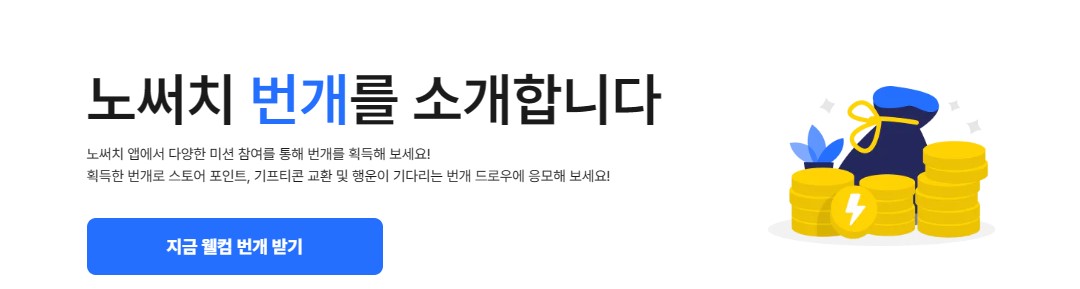 노써치 번개를 소개합니다
노써치 앱에서 다양한 미션 참여를 통해 번개를 획득해 보세요!
획득한 번개로 스토어 포인트, 기프티콘 교환 및 행운이 기다리는 번개 드로우에 응모해 보세요!
지금 웰컴 번개 받기